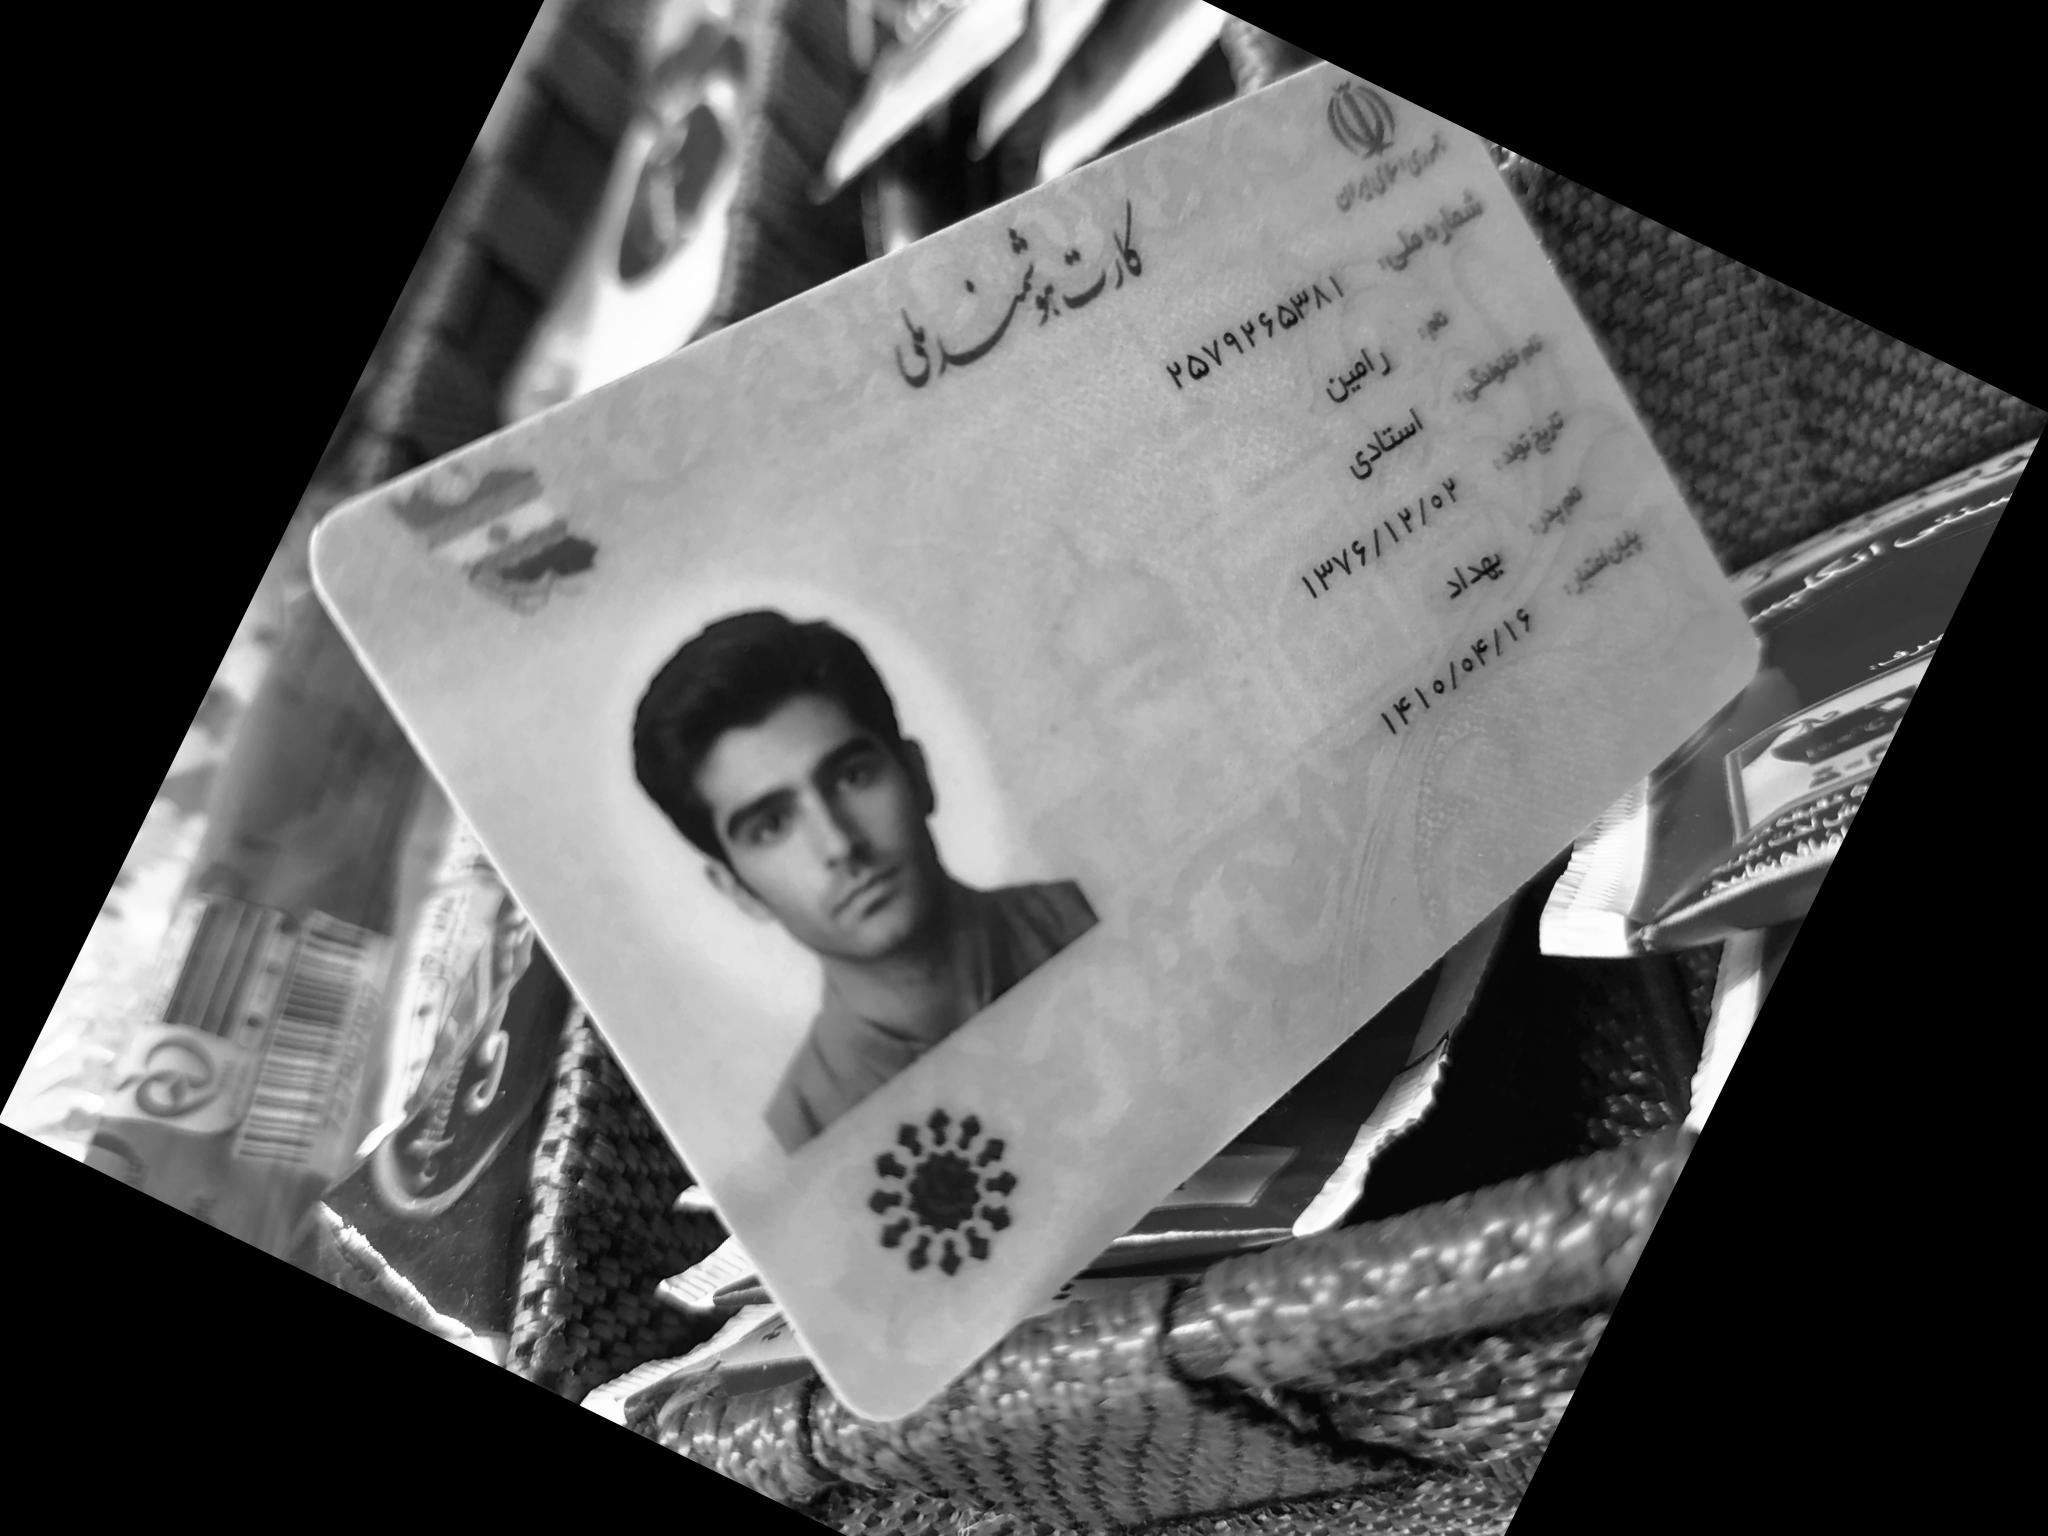 جمهوری اسلامی ایران
کارت هوشمند ملی
شماره ملی:
۲۵۷۹۲۶۵۳۸۱
نام:
رامین
نام خانوادگی:
استادی
تاریخ تولد:
۱۳۷۶/۱۲/۰۲
نام پدر:
بهداد
پایان اعتبار:
۱۴۱۰/۰۴/۱۶